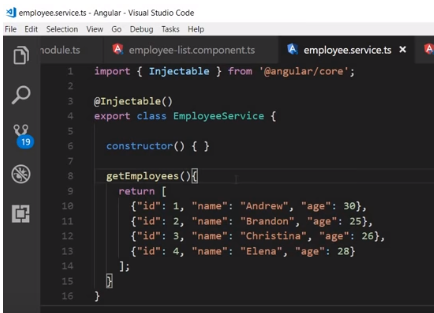 employee.service.ts - Angular - Visual Studio Code
File Edit Selection View Go Debug Tasks Help
nodule.ts employee-list.component.ts employee.service.ts ×
1 import { Injectable } from '@angular/core';
2
3 @Injectable()
4 export class EmployeeService {
5
6 constructor() { }
7
8 getEmployees(){
9 return [
10 {"id": 1, "name": "Andrew", "age": 30},
11 {"id": 2, "name": "Brandon", "age": 25},
12 {"id": 3, "name": "Christina", "age": 26},
13 {"id": 4, "name": "Elena", "age": 28}
14 ];
15 }
16 }
19